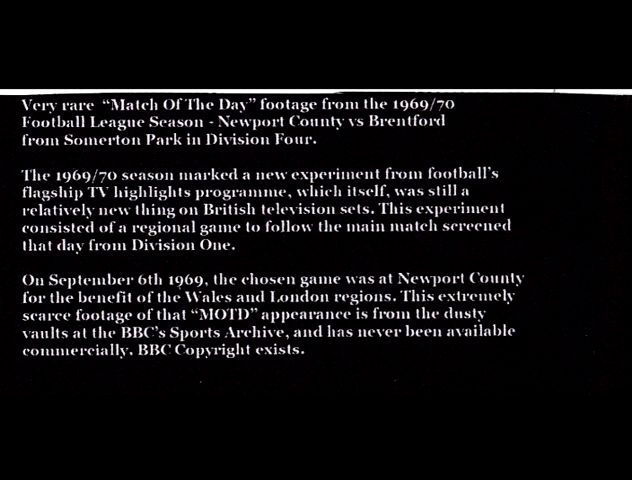 Very rare “Match Of The Day” footage from the 1969/70
Football League Season - Newport County vs Brentford
from Somerton Park in Division Four.
The 1969/70 season marked a new experiment from football's
flagship TV highlights programme, which itself, was still a
relatively new thing on British television sets. This experiment
consisted of a regional game to follow the main match screened
that day from Division One.
On September 6th 1969, the chosen game was at Newport County
for the benefit of the Wales and London regions. This extremely
scarce footage of that “MOTD” appearance is from the dusty
vaults at the BBC's Sports Archive, and has never been available
commercially. BBC Copyright exists.